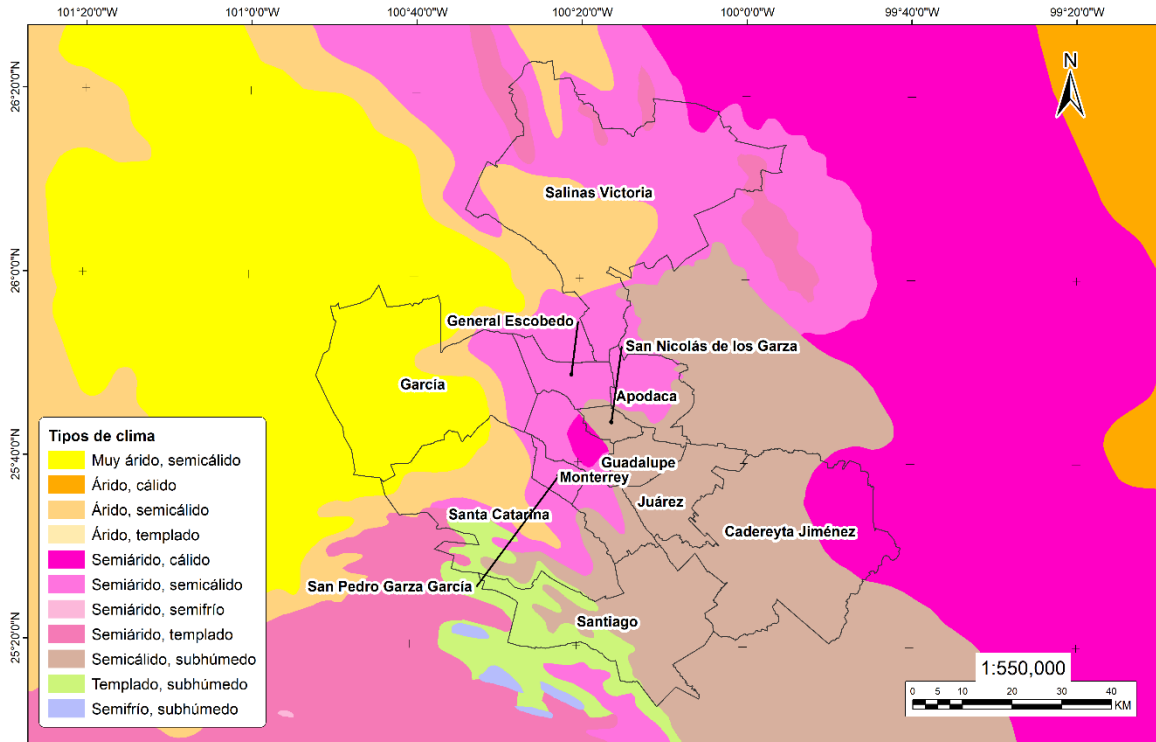 101°20'0"W 101°0'0"W 100°40'0"W 100°20'0"W 100°0'0"W 99°40'0"W 99°20'0"W
26°20'0"N
26°0'0"N
25°40'0"N
25°20'0"N
N
Salinas Victoria
General Escobedo
San Nicolás de los Garza
García
Apodaca
Guadalupe
Monterrey
Juárez
Santa Catarina
Cadereyta Jiménez
San Pedro Garza García
Santiago
Tipos de clima
Muy árido, semicálido
Árido, cálido
Árido, semicálido
Árido, templado
Semiárido, cálido
Semiárido, semicálido
Semiárido, semifrío
Semiárido, templado
Semicálido, subhúmedo
Templado, subhúmedo
Semifrío, subhúmedo
1:550,000
0 5 10 20 30 40
KM